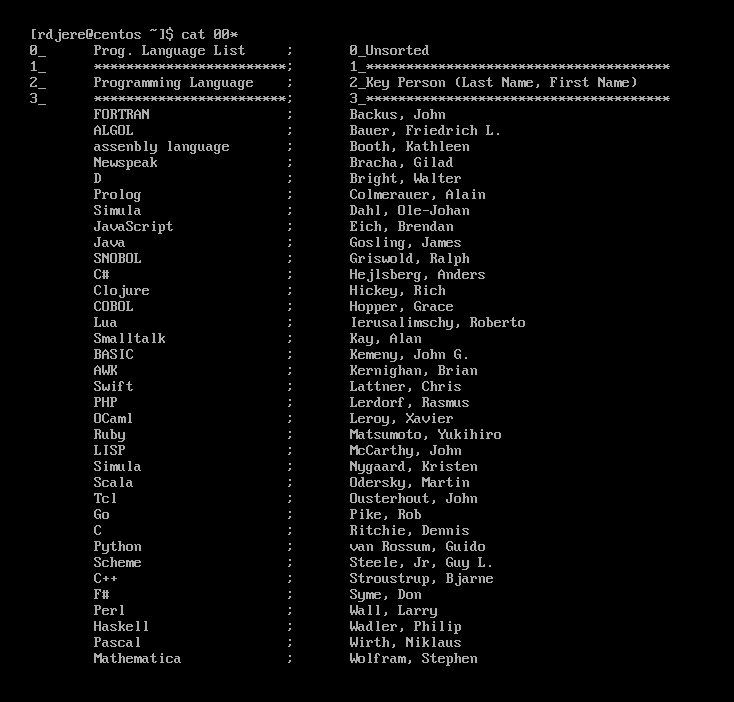 [rdjere@centos ~]$ cat 00*
0_      Prog. Language List     ;       0_Unsorted
1_      ************************;       1_**************************************
2_      Programming Language    ;       2_Key Person (Last Name, First Name)
3_      ************************;       3_**************************************
        FORTRAN                 ;       Backus, John
        ALGOL                   ;       Bauer, Friedrich L.
        assenbly language       ;       Booth, Kathleen
        Newspeak                ;       Bracha, Gilad
        D                       ;       Bright, Walter
        Prolog                  ;       Colmerauer, Alain
        Simula                  ;       Dahl, Ole-Johan
        JavaScript              ;       Eich, Brendan
        Java                    ;       Gosling, James
        SNOBOL                  ;       Griswold, Ralph
        C#                      ;       Hejlsberg, Anders
        Clojure                 ;       Hickey, Rich
        COBOL                   ;       Hopper, Grace
        Lua                     ;       Ierusalimschy, Roberto
        Smalltalk               ;       Kay, Alan
        BASIC                   ;       Kemeny, John G.
        AWK                     ;       Kernighan, Brian
        Swift                   ;       Lattner, Chris
        PHP                     ;       Lerdorf, Rasmus
        OCaml                   ;       Leroy, Xavier
        Ruby                    ;       Matsumoto, Yukihiro
        LISP                    ;       McCarthy, John
        Simula                  ;       Nygaard, Kristen
        Scala                   ;       Odersky, Martin
        Tcl                     ;       Ousterhout, John
        Go                      ;       Pike, Rob
        C                       ;       Ritchie, Dennis
        Python                  ;       van Rossum, Guido
        Scheme                  ;       Steele, Jr, Guy L.
        C++                     ;       Stroustrup, Bjarne
        F#                      ;       Syme, Don
        Perl                    ;       Wall, Larry
        Haskell                 ;       Wadler, Philip
        Pascal                  ;       Wirth, Niklaus
        Mathematica             ;       Wolfram, Stephen